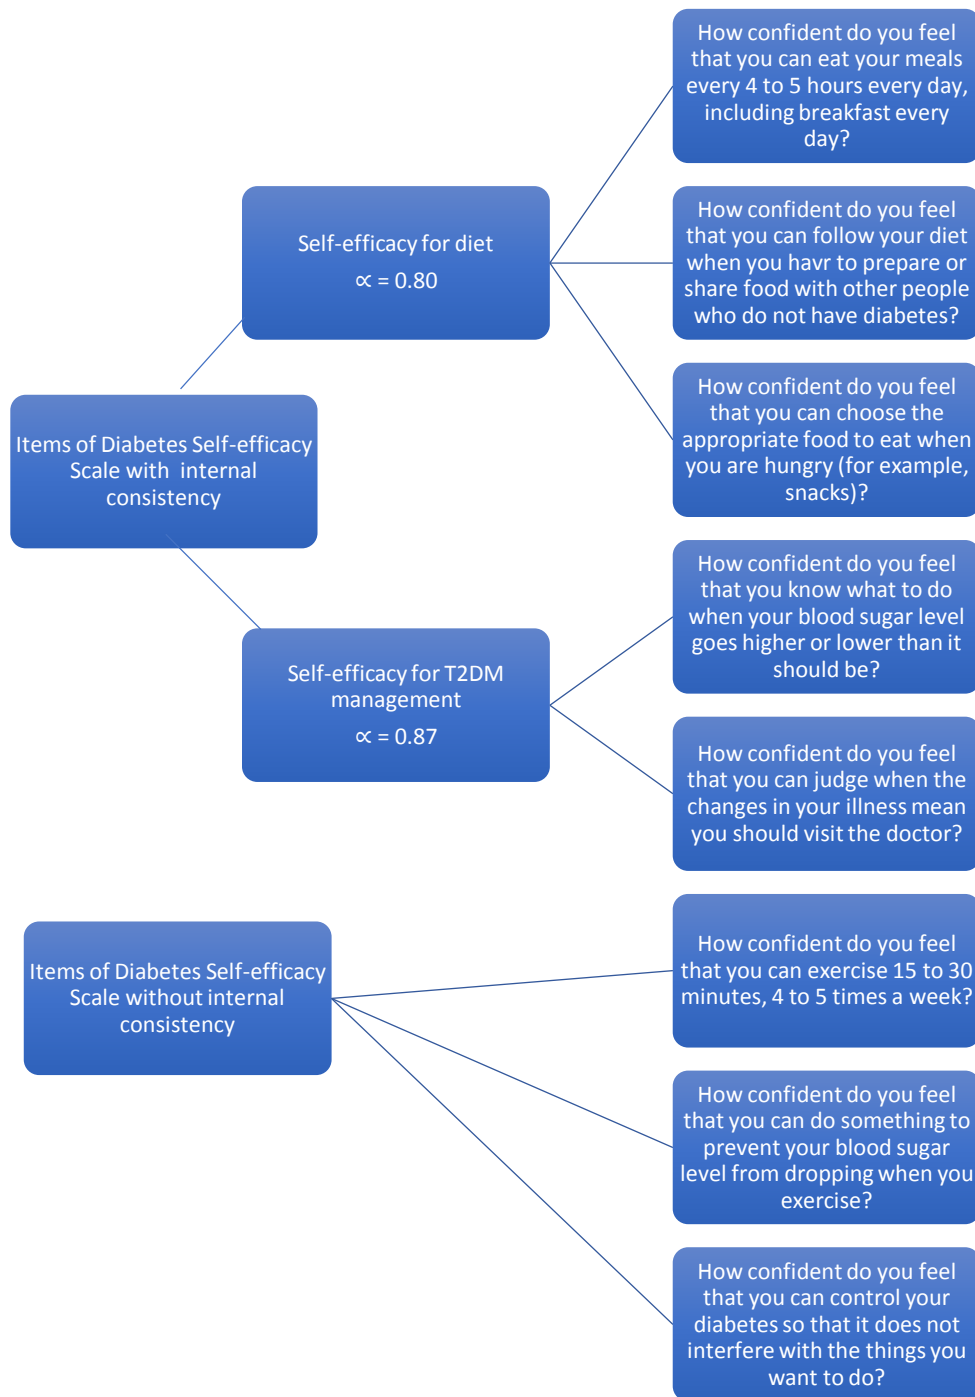 How confident do you feel
that you can eat your meals
every 4 to 5 hours every day,
including breakfast every
day?
Self-efficacy for diet
∝ = 0.80
How confident do you feel
that you can follow your diet
when you havr to prepare or
share food with other people
who do not have diabetes?
How confident do you feel
that you can choose the
appropriate food to eat when
you are hungry (for example,
snacks)?
Items of Diabetes Self-efficacy
Scale with internal
consistency
How confident do you feel
that you know what to do
when your blood sugar level
goes higher or lower than it
should be?
Self-efficacy for T2DM
management
∝ = 0.87
How confident do you feel
that you can judge when the
changes in your illness mean
you should visit the doctor?
Items of Diabetes Self-efficacy
Scale without internal
consistency
How confident do you feel
that you can exercise 15 to 30
minutes, 4 to 5 times a week?
How confident do you feel
that you can do something to
prevent your blood sugar
level from dropping when you
exercise?
How confident do you feel
that you can control your
diabetes so that it does not
interfere with the things you
want to do?